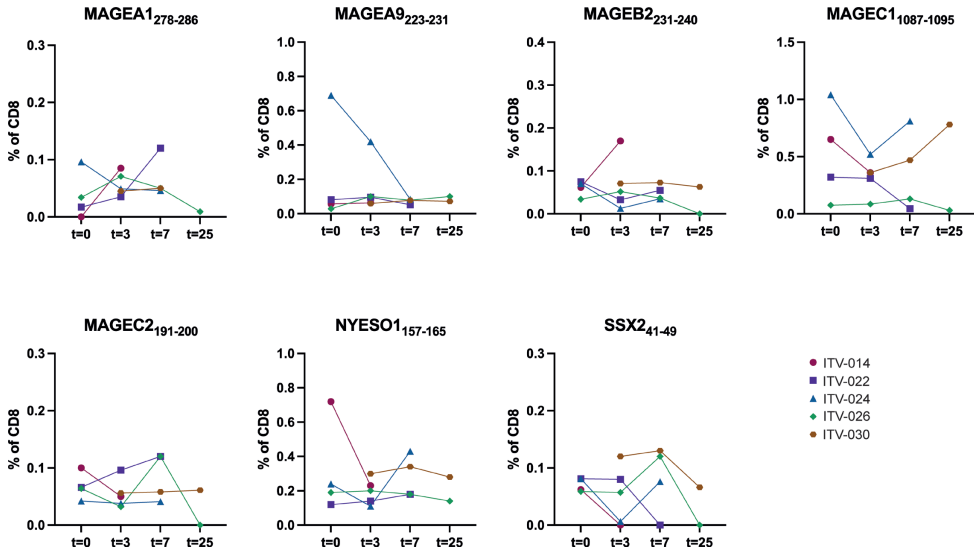 MAGEA1278-286
% of CD8
0.3
0.2
0.1
0.0
t=0 t=3 t=7 t=25
MAGEA9223-231
% of CD8
1.0
0.8
0.6
0.4
0.2
0.0
t=0 t=3 t=7 t=25
MAGEB2231-240
% of CD8
0.4
0.3
0.2
0.1
0.0
t=0 t=3 t=7 t=25
MAGEC11087-1095
% of CD8
1.5
1.0
0.5
0.0
t=0 t=3 t=7 t=25
MAGEC2191-200
% of CD8
0.3
0.2
0.1
0.0
t=0 t=3 t=7 t=25
NYESO1157-165
% of CD8
1.0
0.8
0.6
0.4
0.2
0.0
t=0 t=3 t=7 t=25
SSX241-49
% of CD8
0.3
0.2
0.1
0.0
t=0 t=3 t=7 t=25
ITV-014
ITV-022
ITV-024
ITV-026
ITV-030